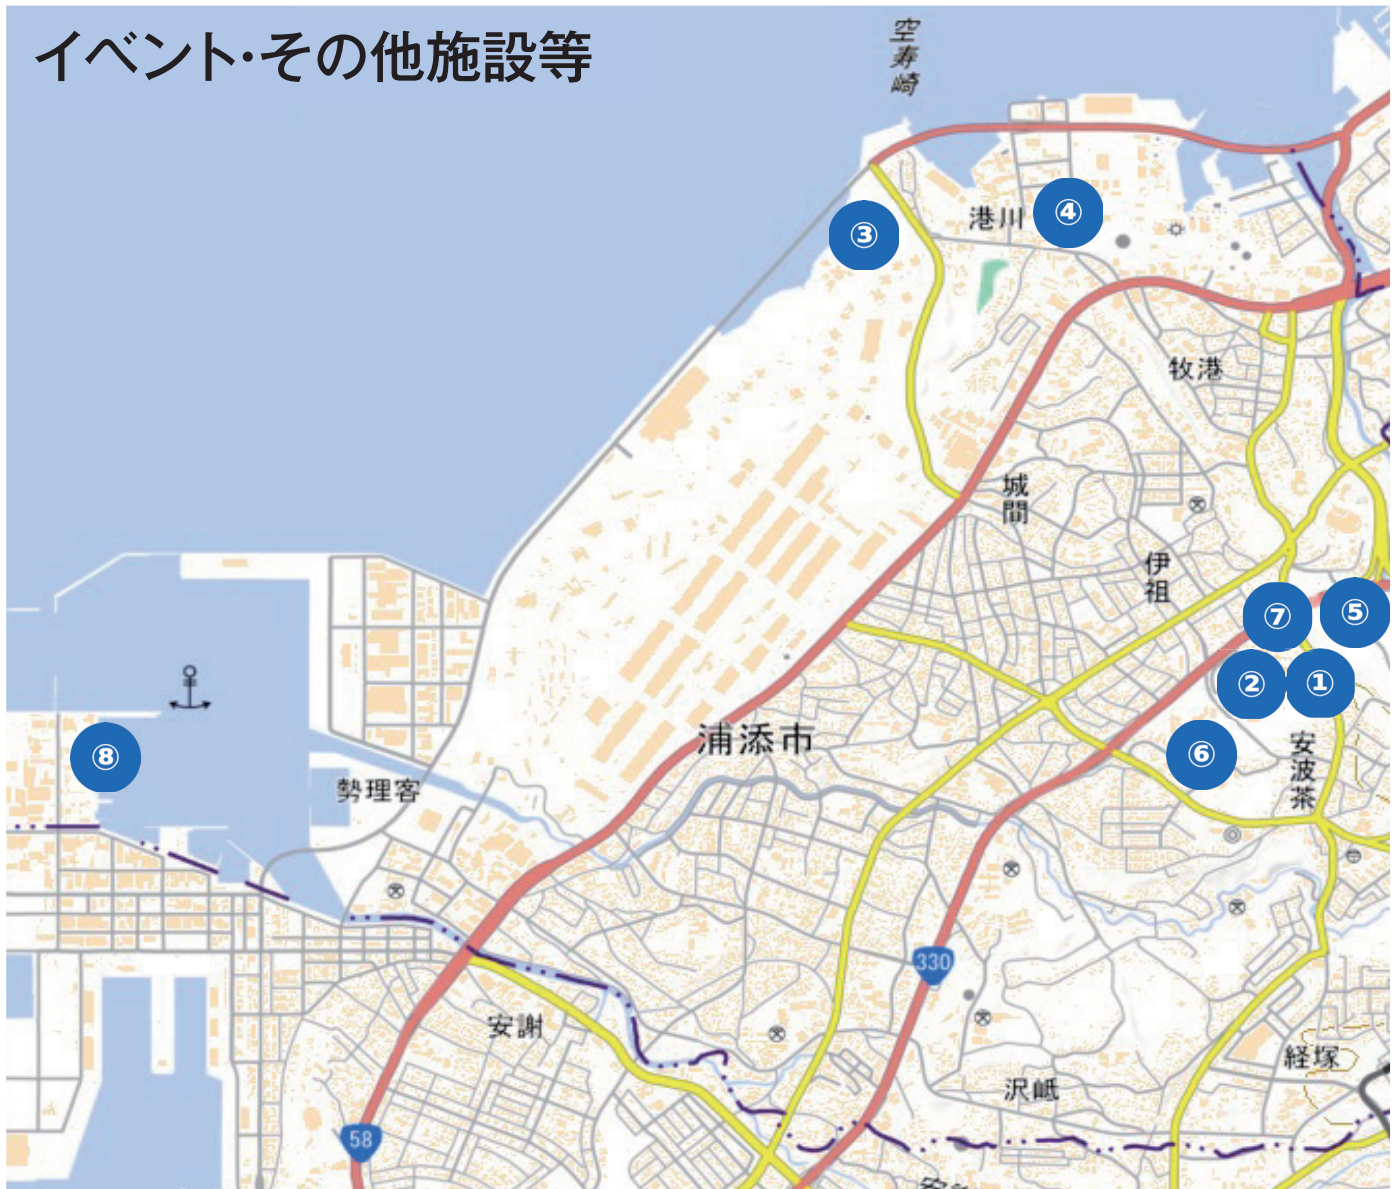 イベント・その他施設等
空寿崎
港川
④
③
牧港
城間
伊祖
⑦
⑤
②
①
浦添市
⑥
安波茶
⑧
勢理客
330
安謝
経塚
沢岻
58